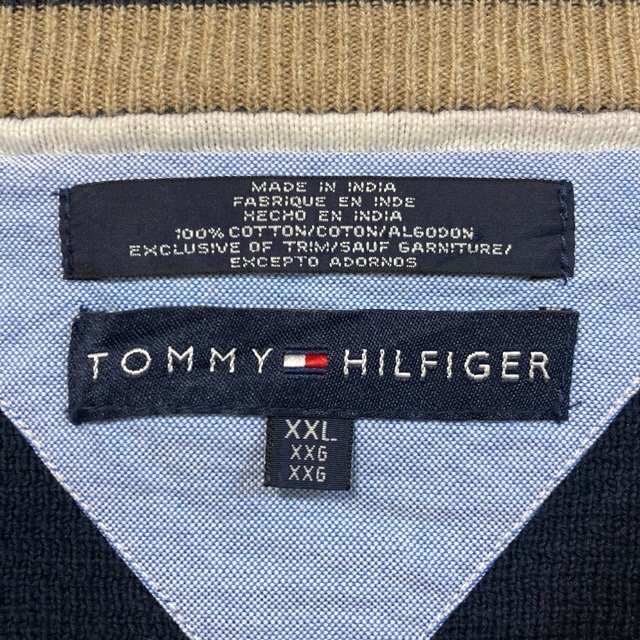 MADE IN INDIA
FABRIQUE EN INDE
HECHO EN INDIA
100% COTTON/COTON/ALGODON
EXCLUSIVE OF TRIM/SAUF GARNITURE/
EXCEPTO ADORNOS
TOMMY HILFIGER
XXL
XXG
XXG